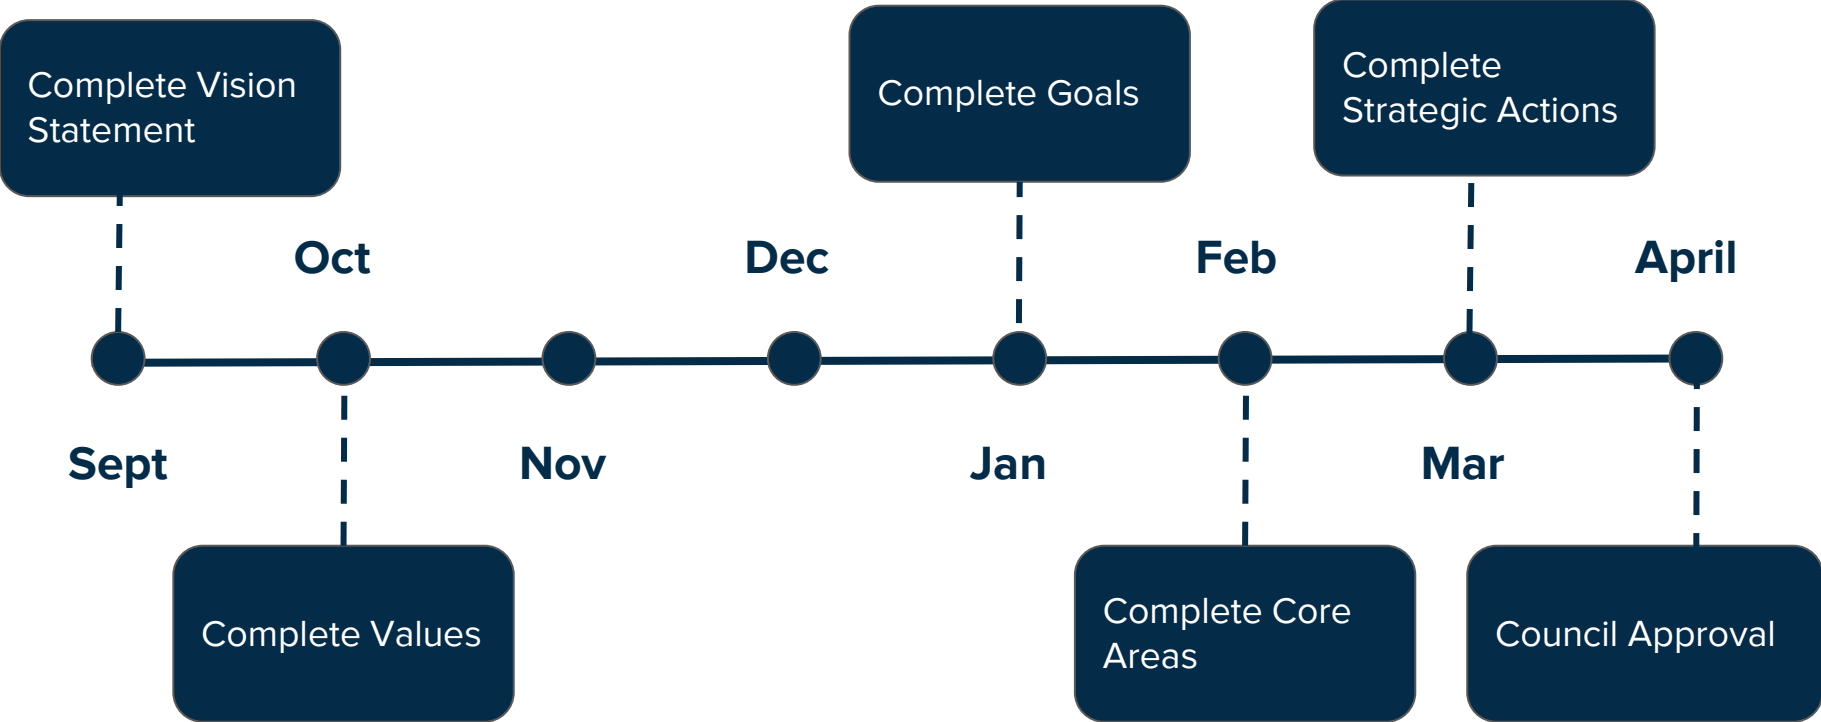 Complete Vision
Statement
Complete Goals
Complete
Strategic Actions
Oct
Dec
Feb
April
Sept
Nov
Jan
Mar
Complete Values
Complete Core
Areas
Council Approval